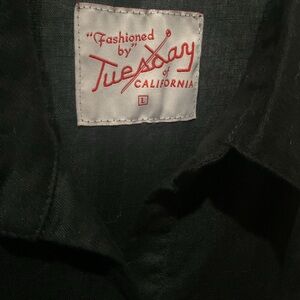 "Fashioned
by"
Tuesday
of
CALIFORNIA
L